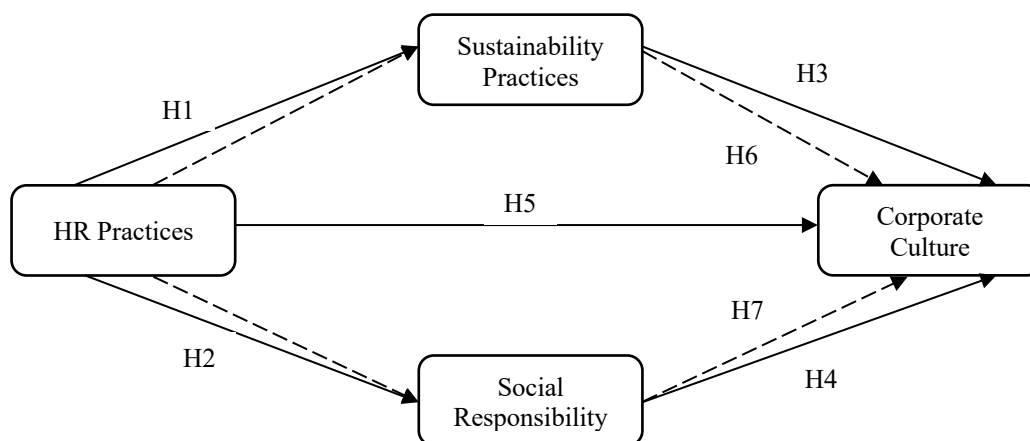 Sustainability
Practices
H3
H1
H6
HR Practices
H5
Corporate
Culture
H7
H2
H4
Social
Responsibility